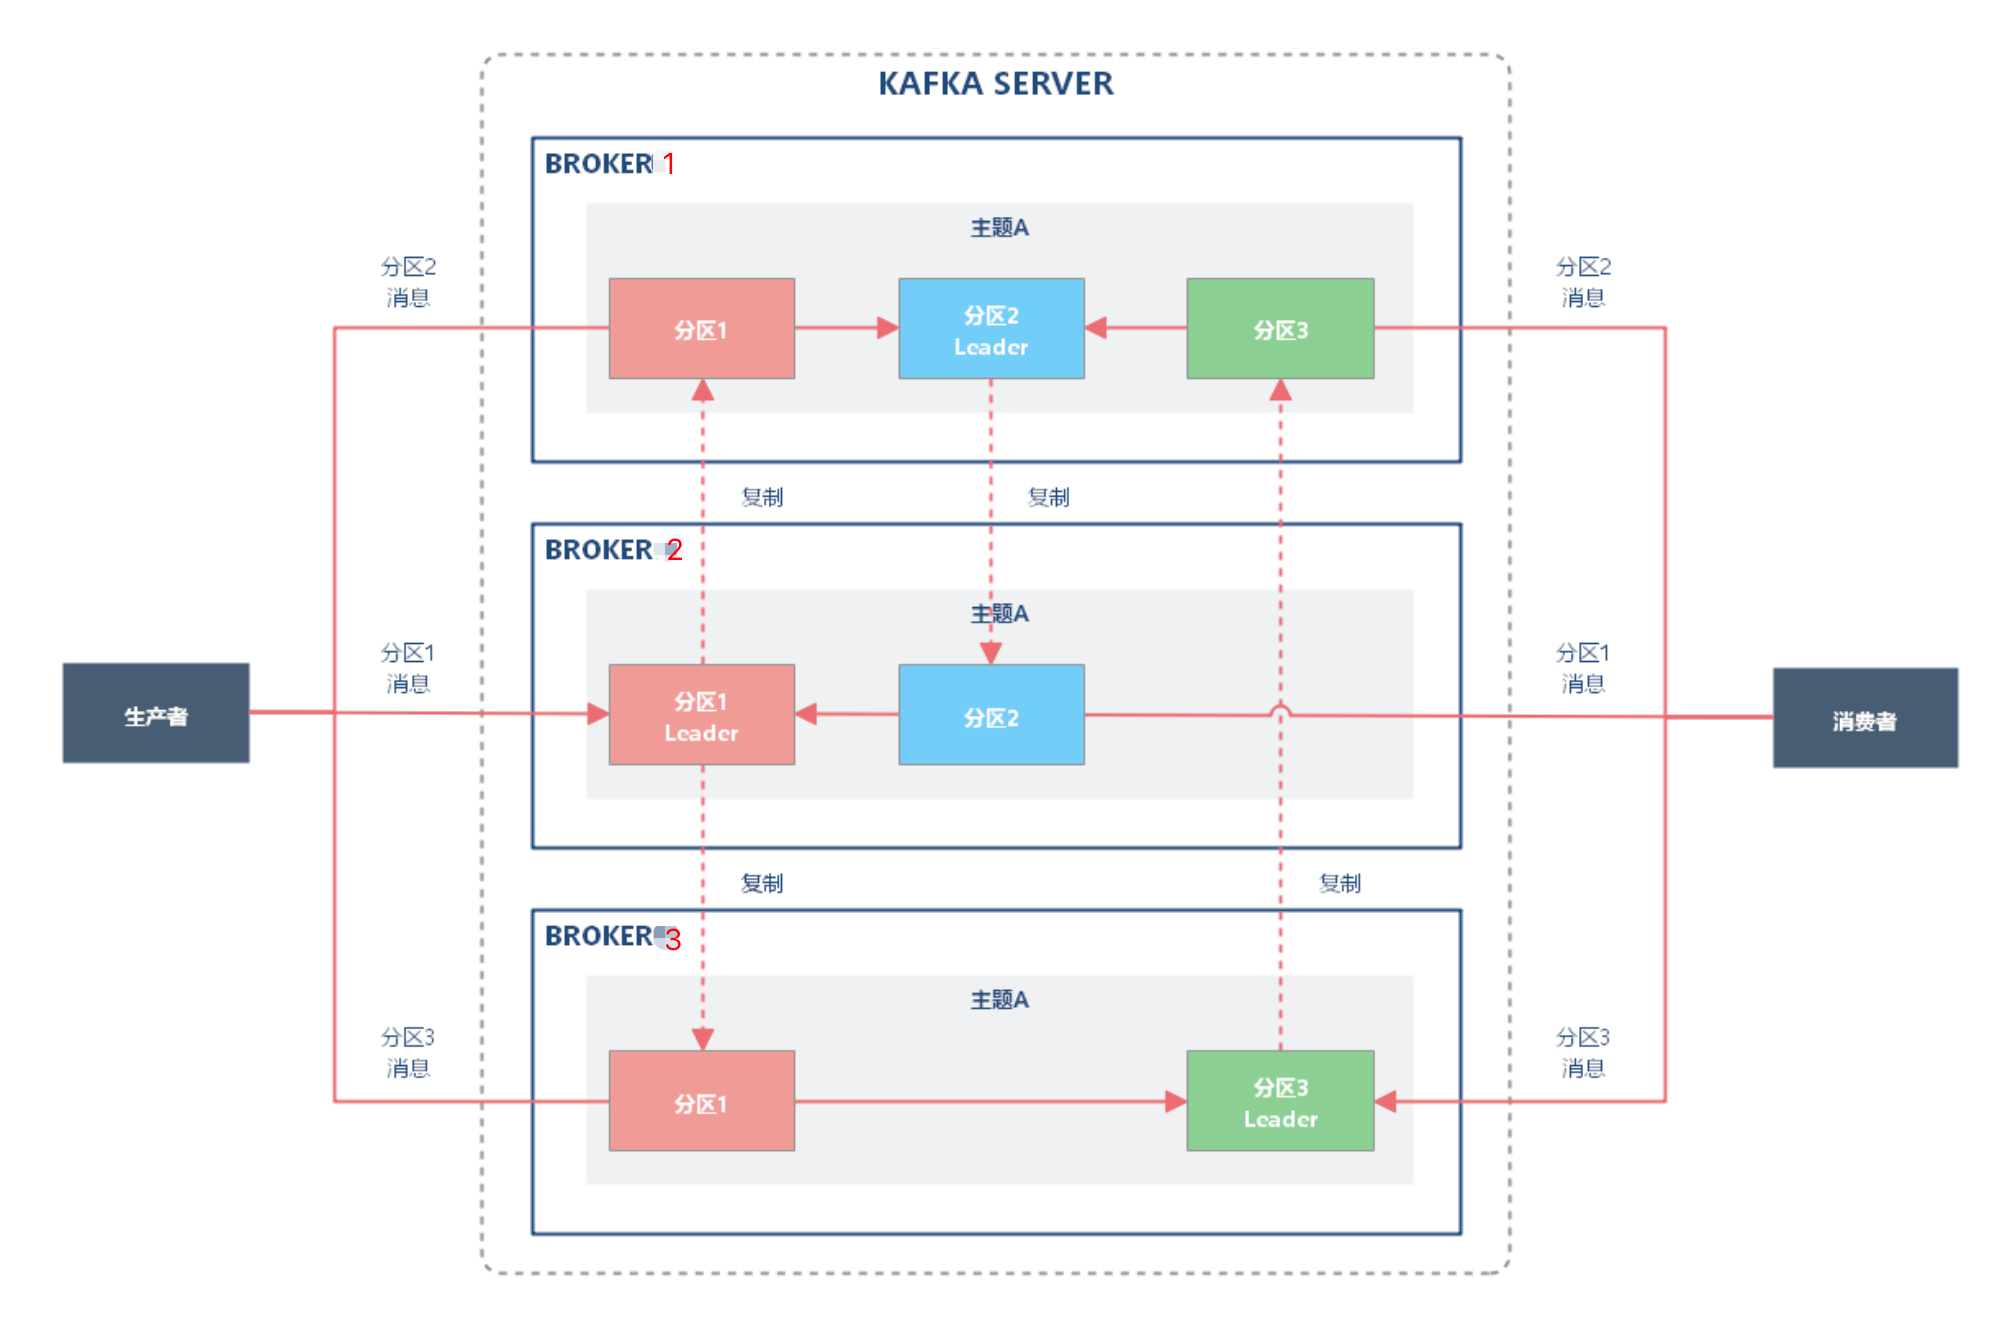 KAFKA SERVER
BROKER 1
主题A
分区2
消息
分区1
分区2
Leader
分区3
分区2
消息
复制
复制
BROKER 2
主题A
分区1
消息
生产者
分区1
Leader
分区2
分区1
消息
消费者
复制
复制
BROKER 3
主题A
分区3
消息
分区1
分区3
Leader
分区3
消息